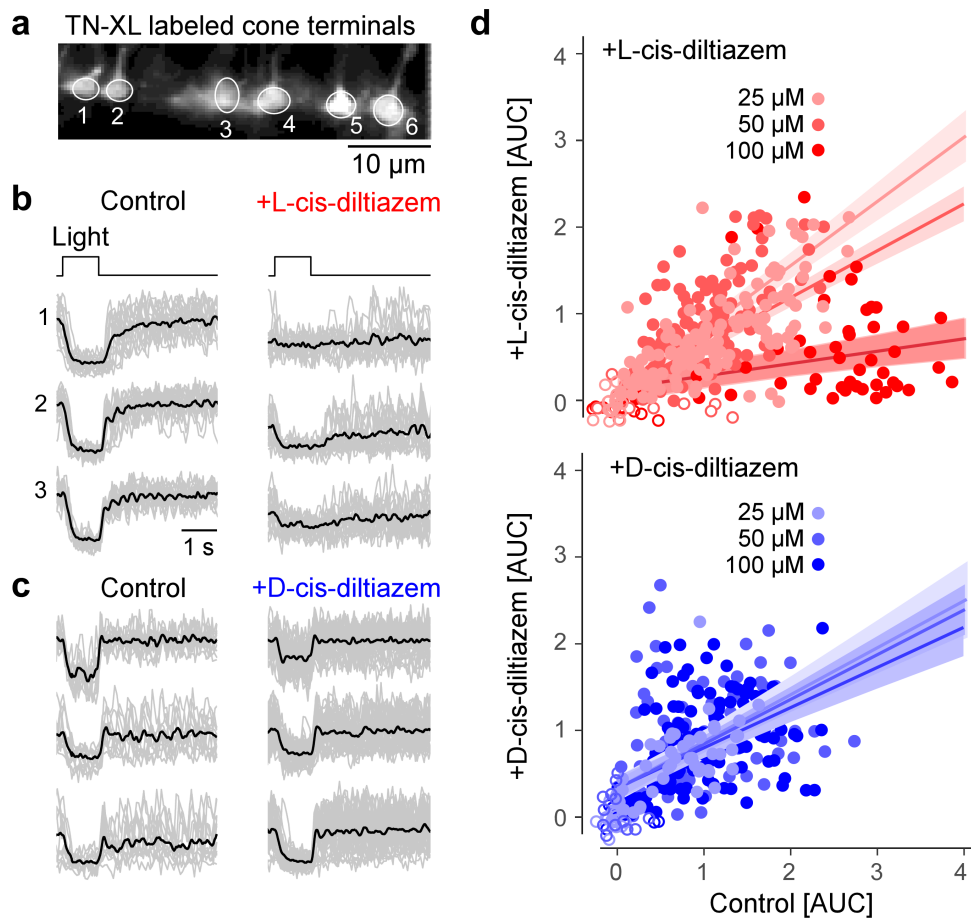 a
TN-XL labeled cone terminals
1 2 3 4 5 6
10 µm
b
Control
+L-cis-diltiazem
Light
1
2
3
1 s
c
Control
+D-cis-diltiazem
d
+L-cis-diltiazem
25 µM
50 µM
100 µM
+L-cis-diltiazem [AUC]
4
3
2
1
0
+D-cis-diltiazem
25 µM
50 µM
100 µM
+D-cis-diltiazem [AUC]
4
3
2
1
0
0 1 2 3 4
Control [AUC]